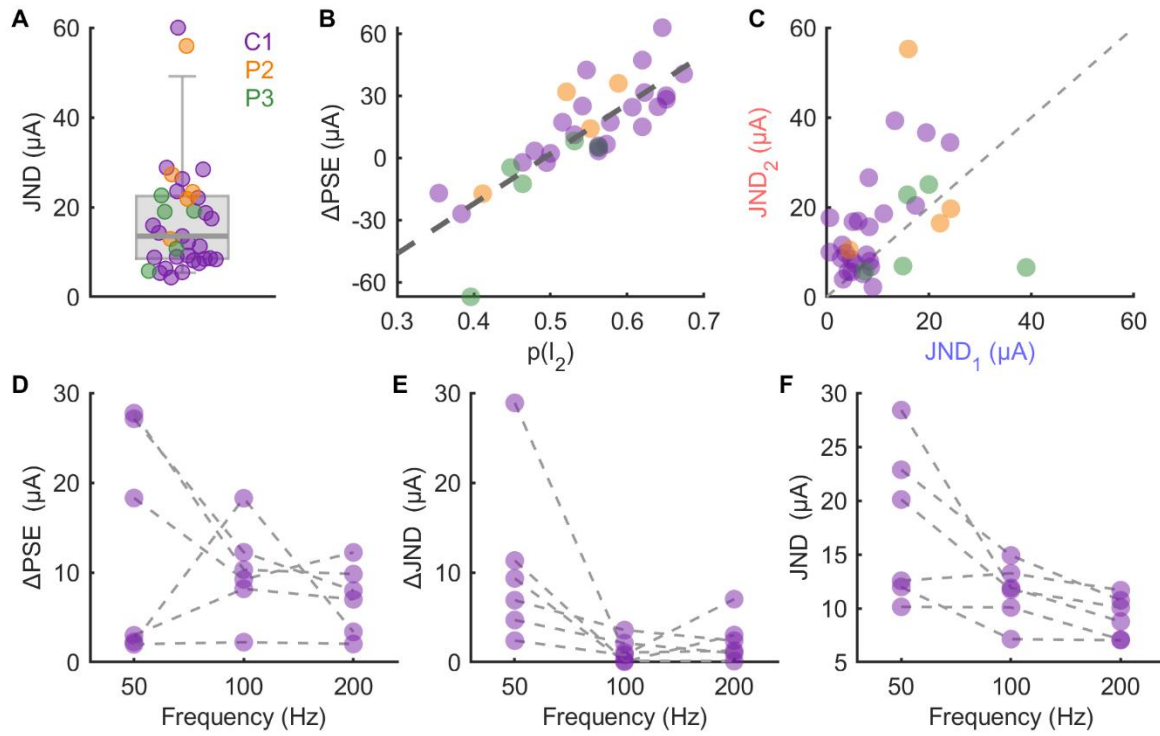 A
JND (μA)
60
40
20
0
C1
P2
P3
B
ΔPSE (μA)
60
30
0
-30
-60
0.3 0.4 0.5 0.6 0.7
p(I₂)
C
JND₂ (μA)
60
40
20
0
0 20 40 60
JND₁ (μA)
D
ΔPSE (μA)
30
20
10
0
50 100 200
Frequency (Hz)
E
ΔJND (μA)
30
20
10
0
50 100 200
Frequency (Hz)
F
JND (μA)
30
25
20
15
10
5
50 100 200
Frequency (Hz)